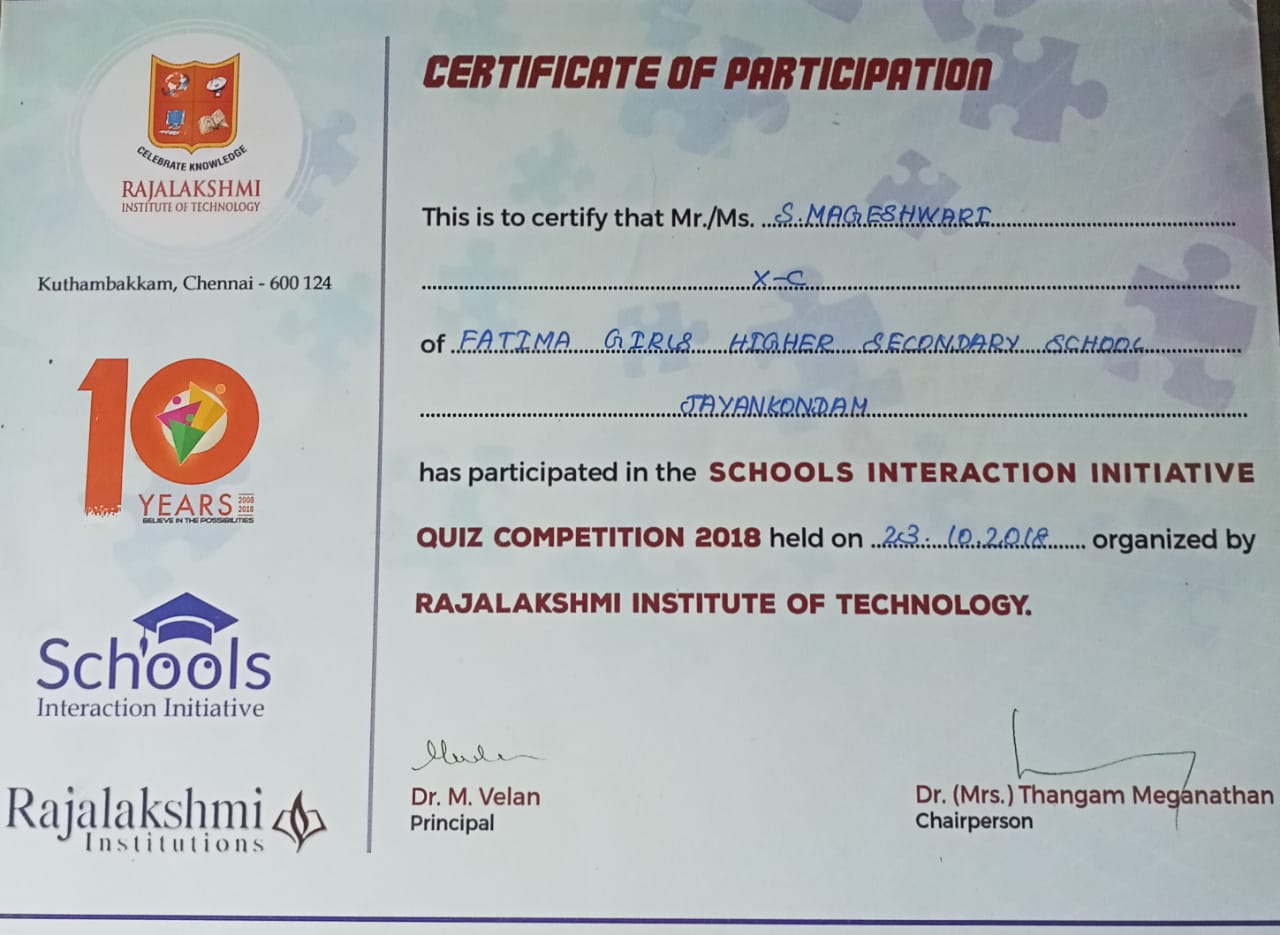 CELEBRATE KNOWLEDGE
RAJALAKSHMI
INSTITUTE OF TECHNOLOGY
Kuthambakkam, Chennai - 600 124
10
YEARS 2008 2018
BELIEVE IN THE POSSIBILITIES
Schools
Interaction Initiative
Rajalakshmi
Institutions
CERTIFICATE OF PARTICIPATION
This is to certify that Mr./Ms. S.MAGESHWARI
X-C
of FATIMA GIRLS HIGHER SECONDARY SCHOOL
JAYANKONDAM
has participated in the SCHOOLS INTERACTION INITIATIVE
QUIZ COMPETITION 2018 held on 23.10.2018 organized by
RAJALAKSHMI INSTITUTE OF TECHNOLOGY.
Dr. M. Velan
Principal
Dr. (Mrs.) Thangam Meganathan
Chairperson